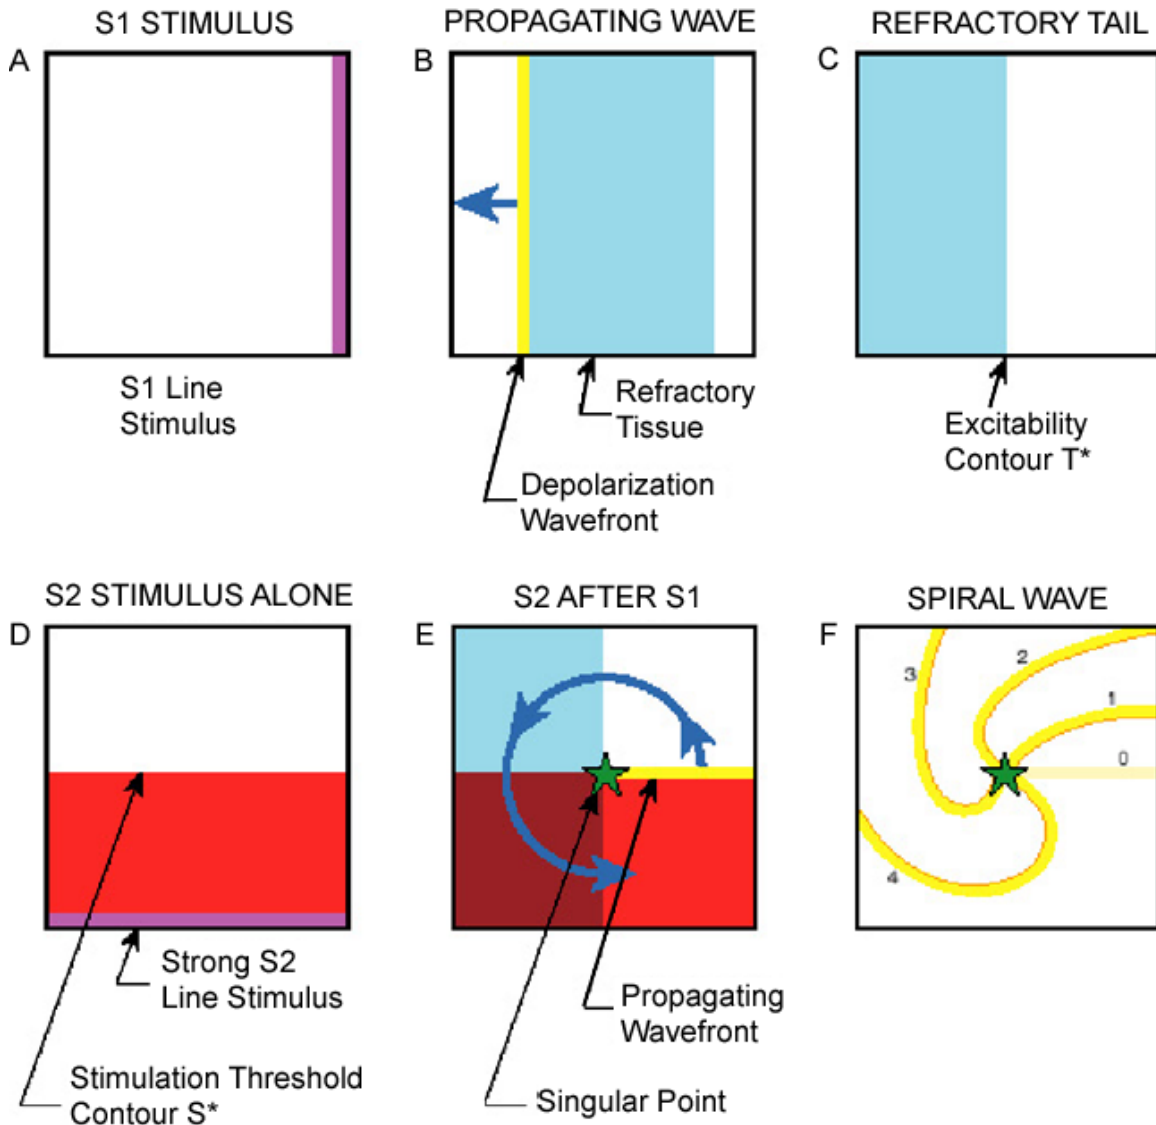 S1 STIMULUS
PROPAGATING WAVE
REFRACTORY TAIL
A
B
C
S1 Line
Stimulus
Refractory
Tissue
Depolarization
Wavefront
Excitability
Contour T*
S2 STIMULUS ALONE
S2 AFTER S1
SPIRAL WAVE
D
E
F
3
2
1
0
4
Strong S2
Line Stimulus
Stimulation Threshold
Contour S*
Propagating
Wavefront
Singular Point